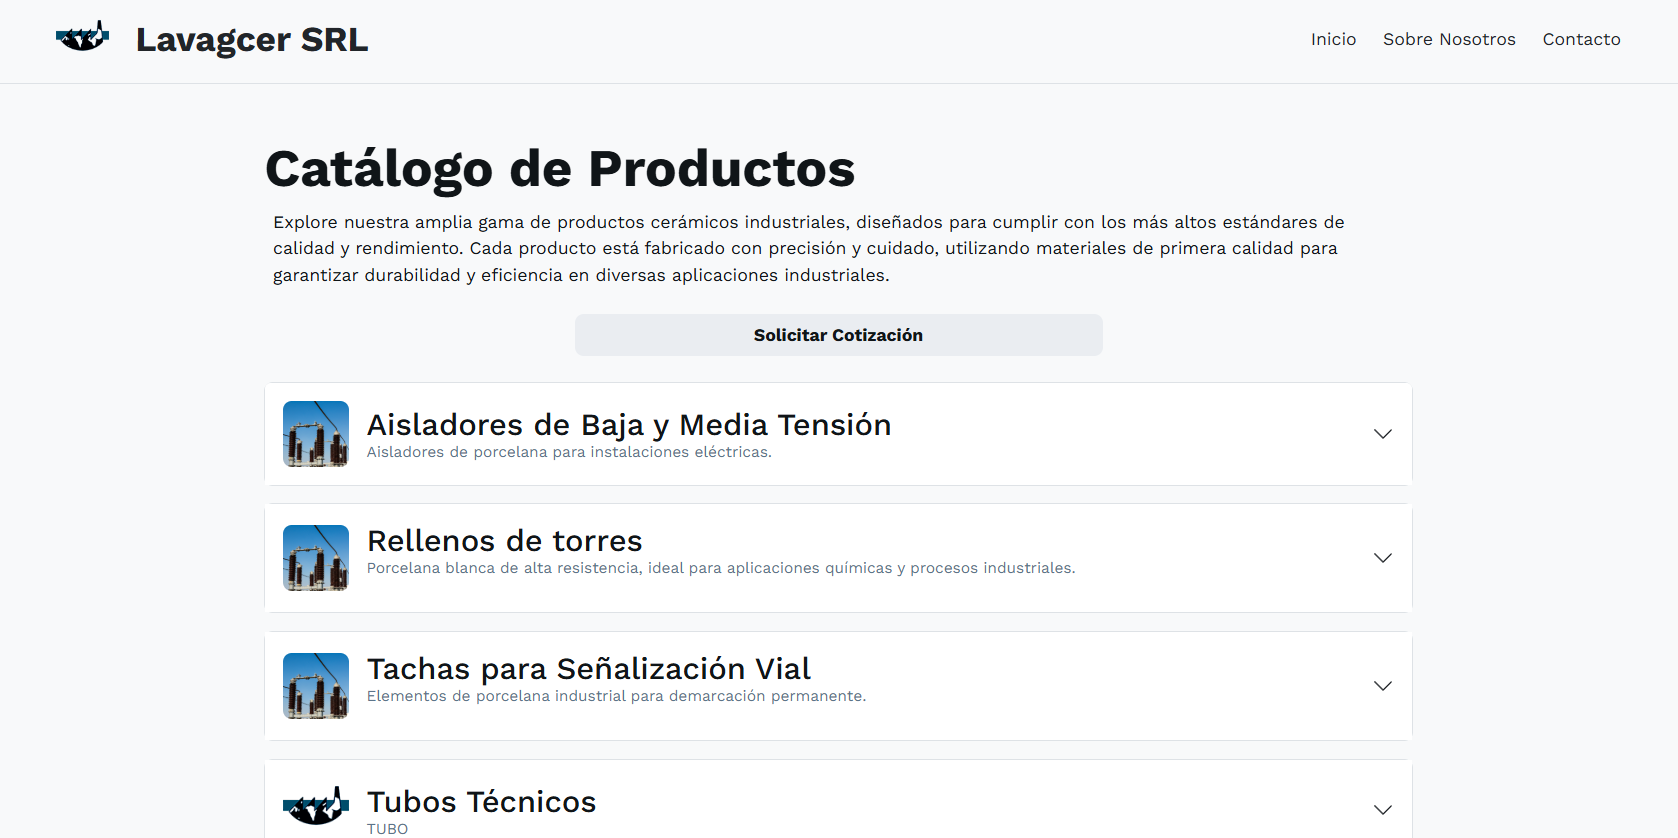 Lavagcer SRL
Inicio Sobre Nosotros Contacto
Catálogo de Productos
Explore nuestra amplia gama de productos cerámicos industriales, diseñados para cumplir con los más altos estándares de
calidad y rendimiento. Cada producto está fabricado con precisión y cuidado, utilizando materiales de primera calidad para
garantizar durabilidad y eficiencia en diversas aplicaciones industriales.
Solicitar Cotización
Aisladores de Baja y Media Tensión
Aisladores de porcelana para instalaciones eléctricas.
Rellenos de torres
Porcelana blanca de alta resistencia, ideal para aplicaciones químicas y procesos industriales.
Tachas para Señalización Vial
Elementos de porcelana industrial para demarcación permanente.
Tubos Técnicos
TUBO